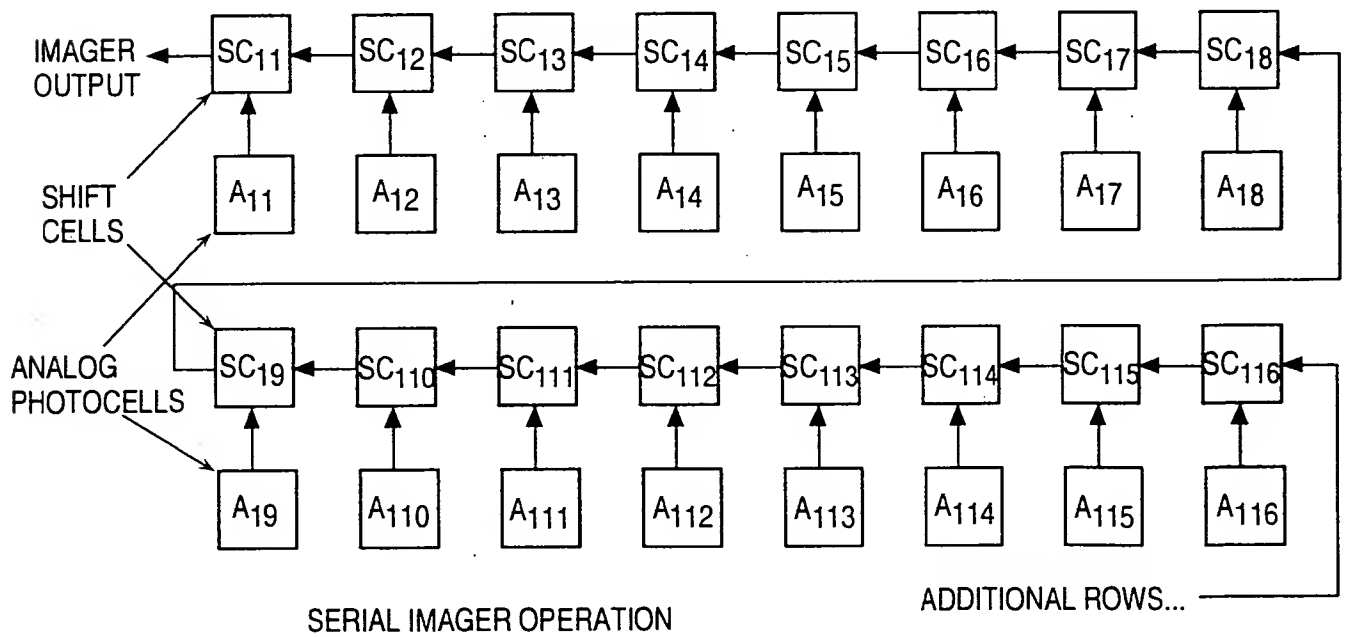 IMAGER OUTPUT
SC11 SC12 SC13 SC14 SC15 SC16 SC17 SC18
A11 A12 A13 A14 A15 A16 A17 A18
SHIFT CELLS
ANALOG PHOTOCELLS
SC19 SC110 SC111 SC112 SC113 SC114 SC115 SC116
A19 A110 A111 A112 A113 A114 A115 A116
ADDITIONAL ROWS...
SERIAL IMAGER OPERATION